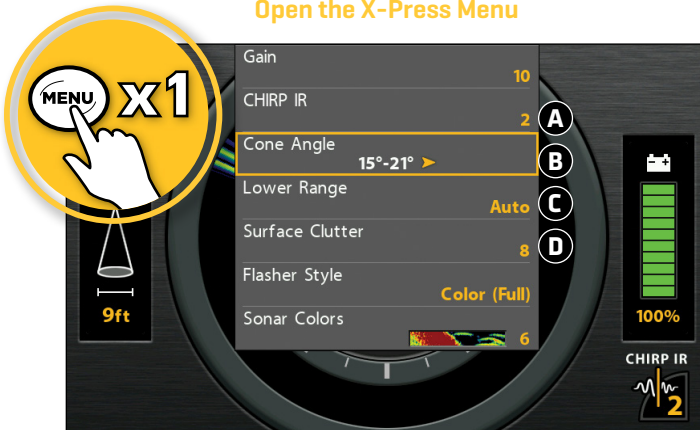 Open the X-Press Menu
MENU x1
Gain
10
CHIRP IR
2
A
Cone Angle
15°-21°
B
Lower Range
Auto
C
Surface Clutter
8
D
Flasher Style
Color (Full)
Sonar Colors
6
9ft
100%
CHIRP IR
2